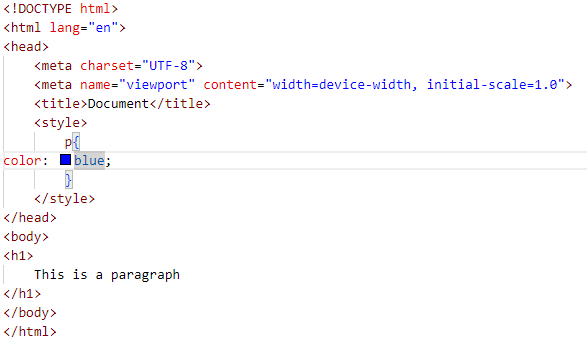 <!DOCTYPE html>
<html lang="en">
<head>
    <meta charset="UTF-8">
    <meta name="viewport" content="width=device-width, initial-scale=1.0">
    <title>Document</title>
    <style>
        p{
color: blue;
        }
    </style>
</head>
<body>
<h1>
    This is a paragraph
</h1>
</body>
</html>